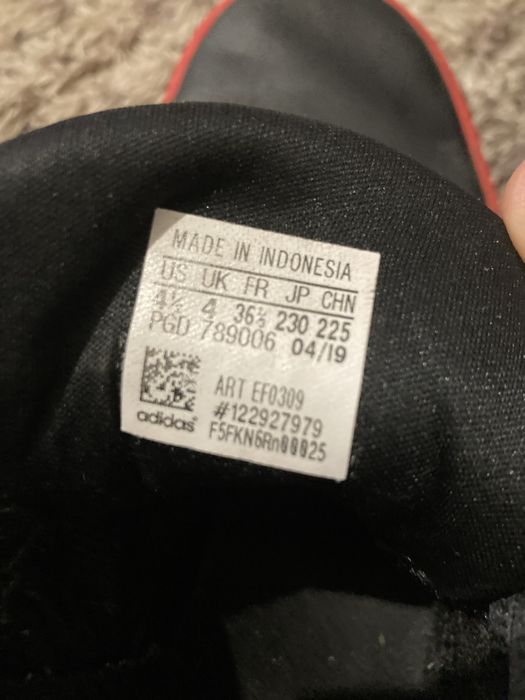 MADE IN INDONESIA
US UK FR JP CHN
4½ 4 36⅔ 230 225
PGD 789006 04/19
ART EF0309
#122927979
adidas
F5FKN6Rn00025